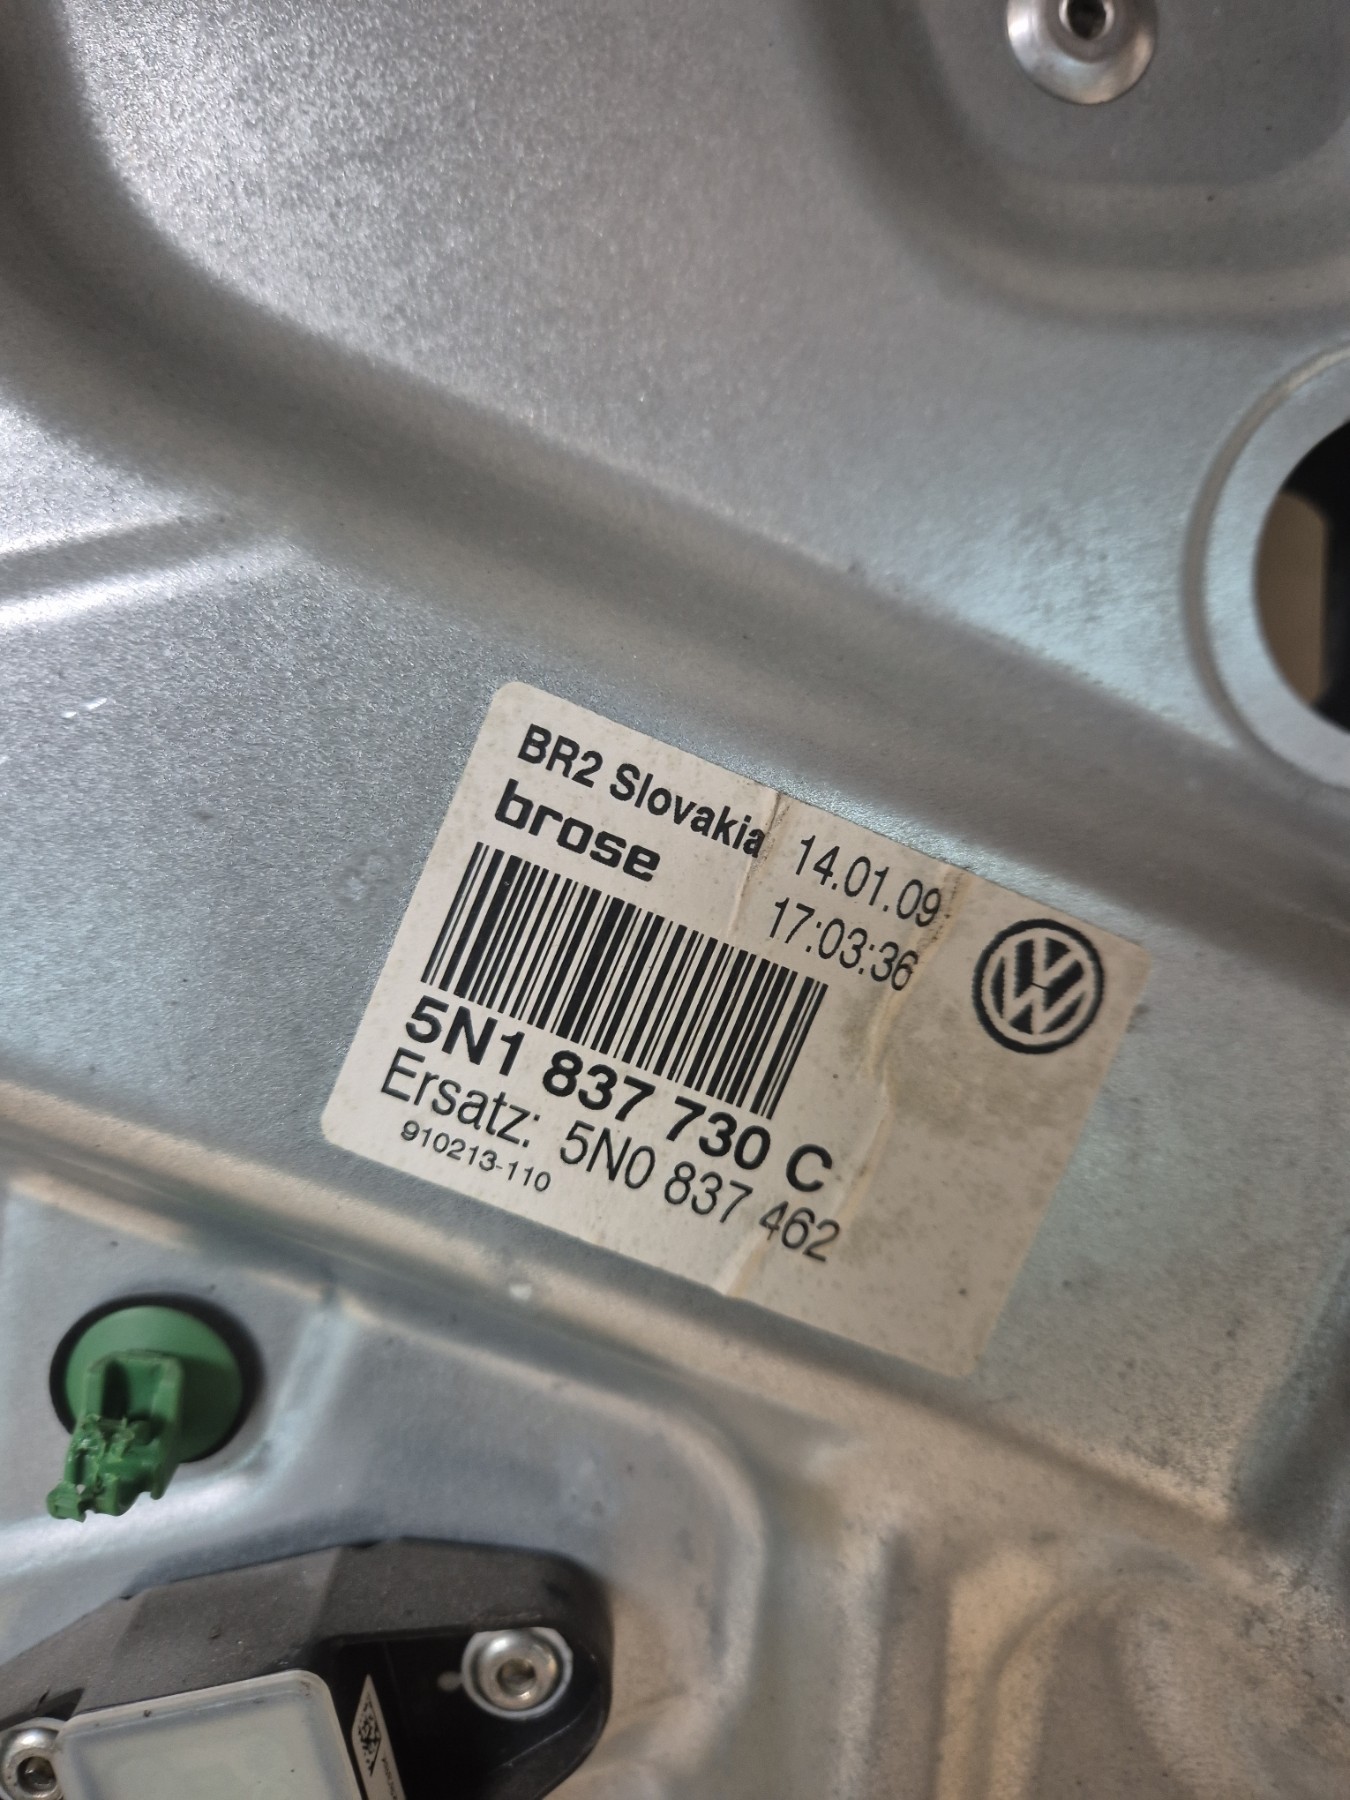 BR2 Slovakia 14.01.09
brose 17:03:36
5N1 837 730 C
Ersatz: 5N0 837 462
910213-110